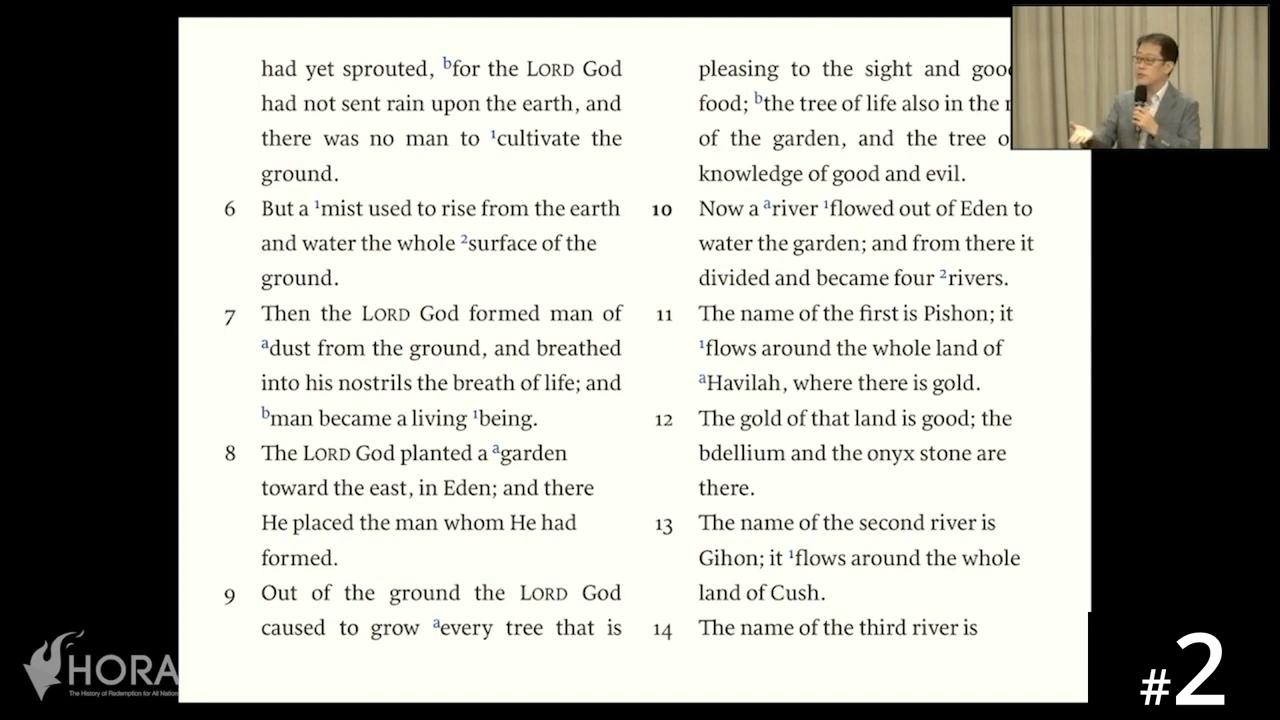 had yet sprouted, bfor the LORD God
had not sent rain upon the earth, and
there was no man to 1cultivate the
ground.
6 But a 1mist used to rise from the earth
and water the whole 2surface of the
ground.
7 Then the LORD God formed man of
adust from the ground, and breathed
into his nostrils the breath of life; and
bman became a living 1being.
8 The LORD God planted a agarden
toward the east, in Eden; and there
He placed the man whom He had
formed.
9 Out of the ground the LORD God
caused to grow aevery tree that is
pleasing to the sight and
food; bthe tree of life also in the
of the garden, and the tree
knowledge of good and evil.
10 Now a ariver 1flowed out of Eden to
water the garden; and from there it
divided and became four 2rivers.
11 The name of the first is Pishon; it
1flows around the whole land of
aHavilah, where there is gold.
12 The gold of that land is good; the
bdellium and the onyx stone are
there.
13 The name of the second river is
Gihon; it 1flows around the whole
land of Cush.
14 The name of the third river is
HORA
The History of Redemption for All Nation
#2